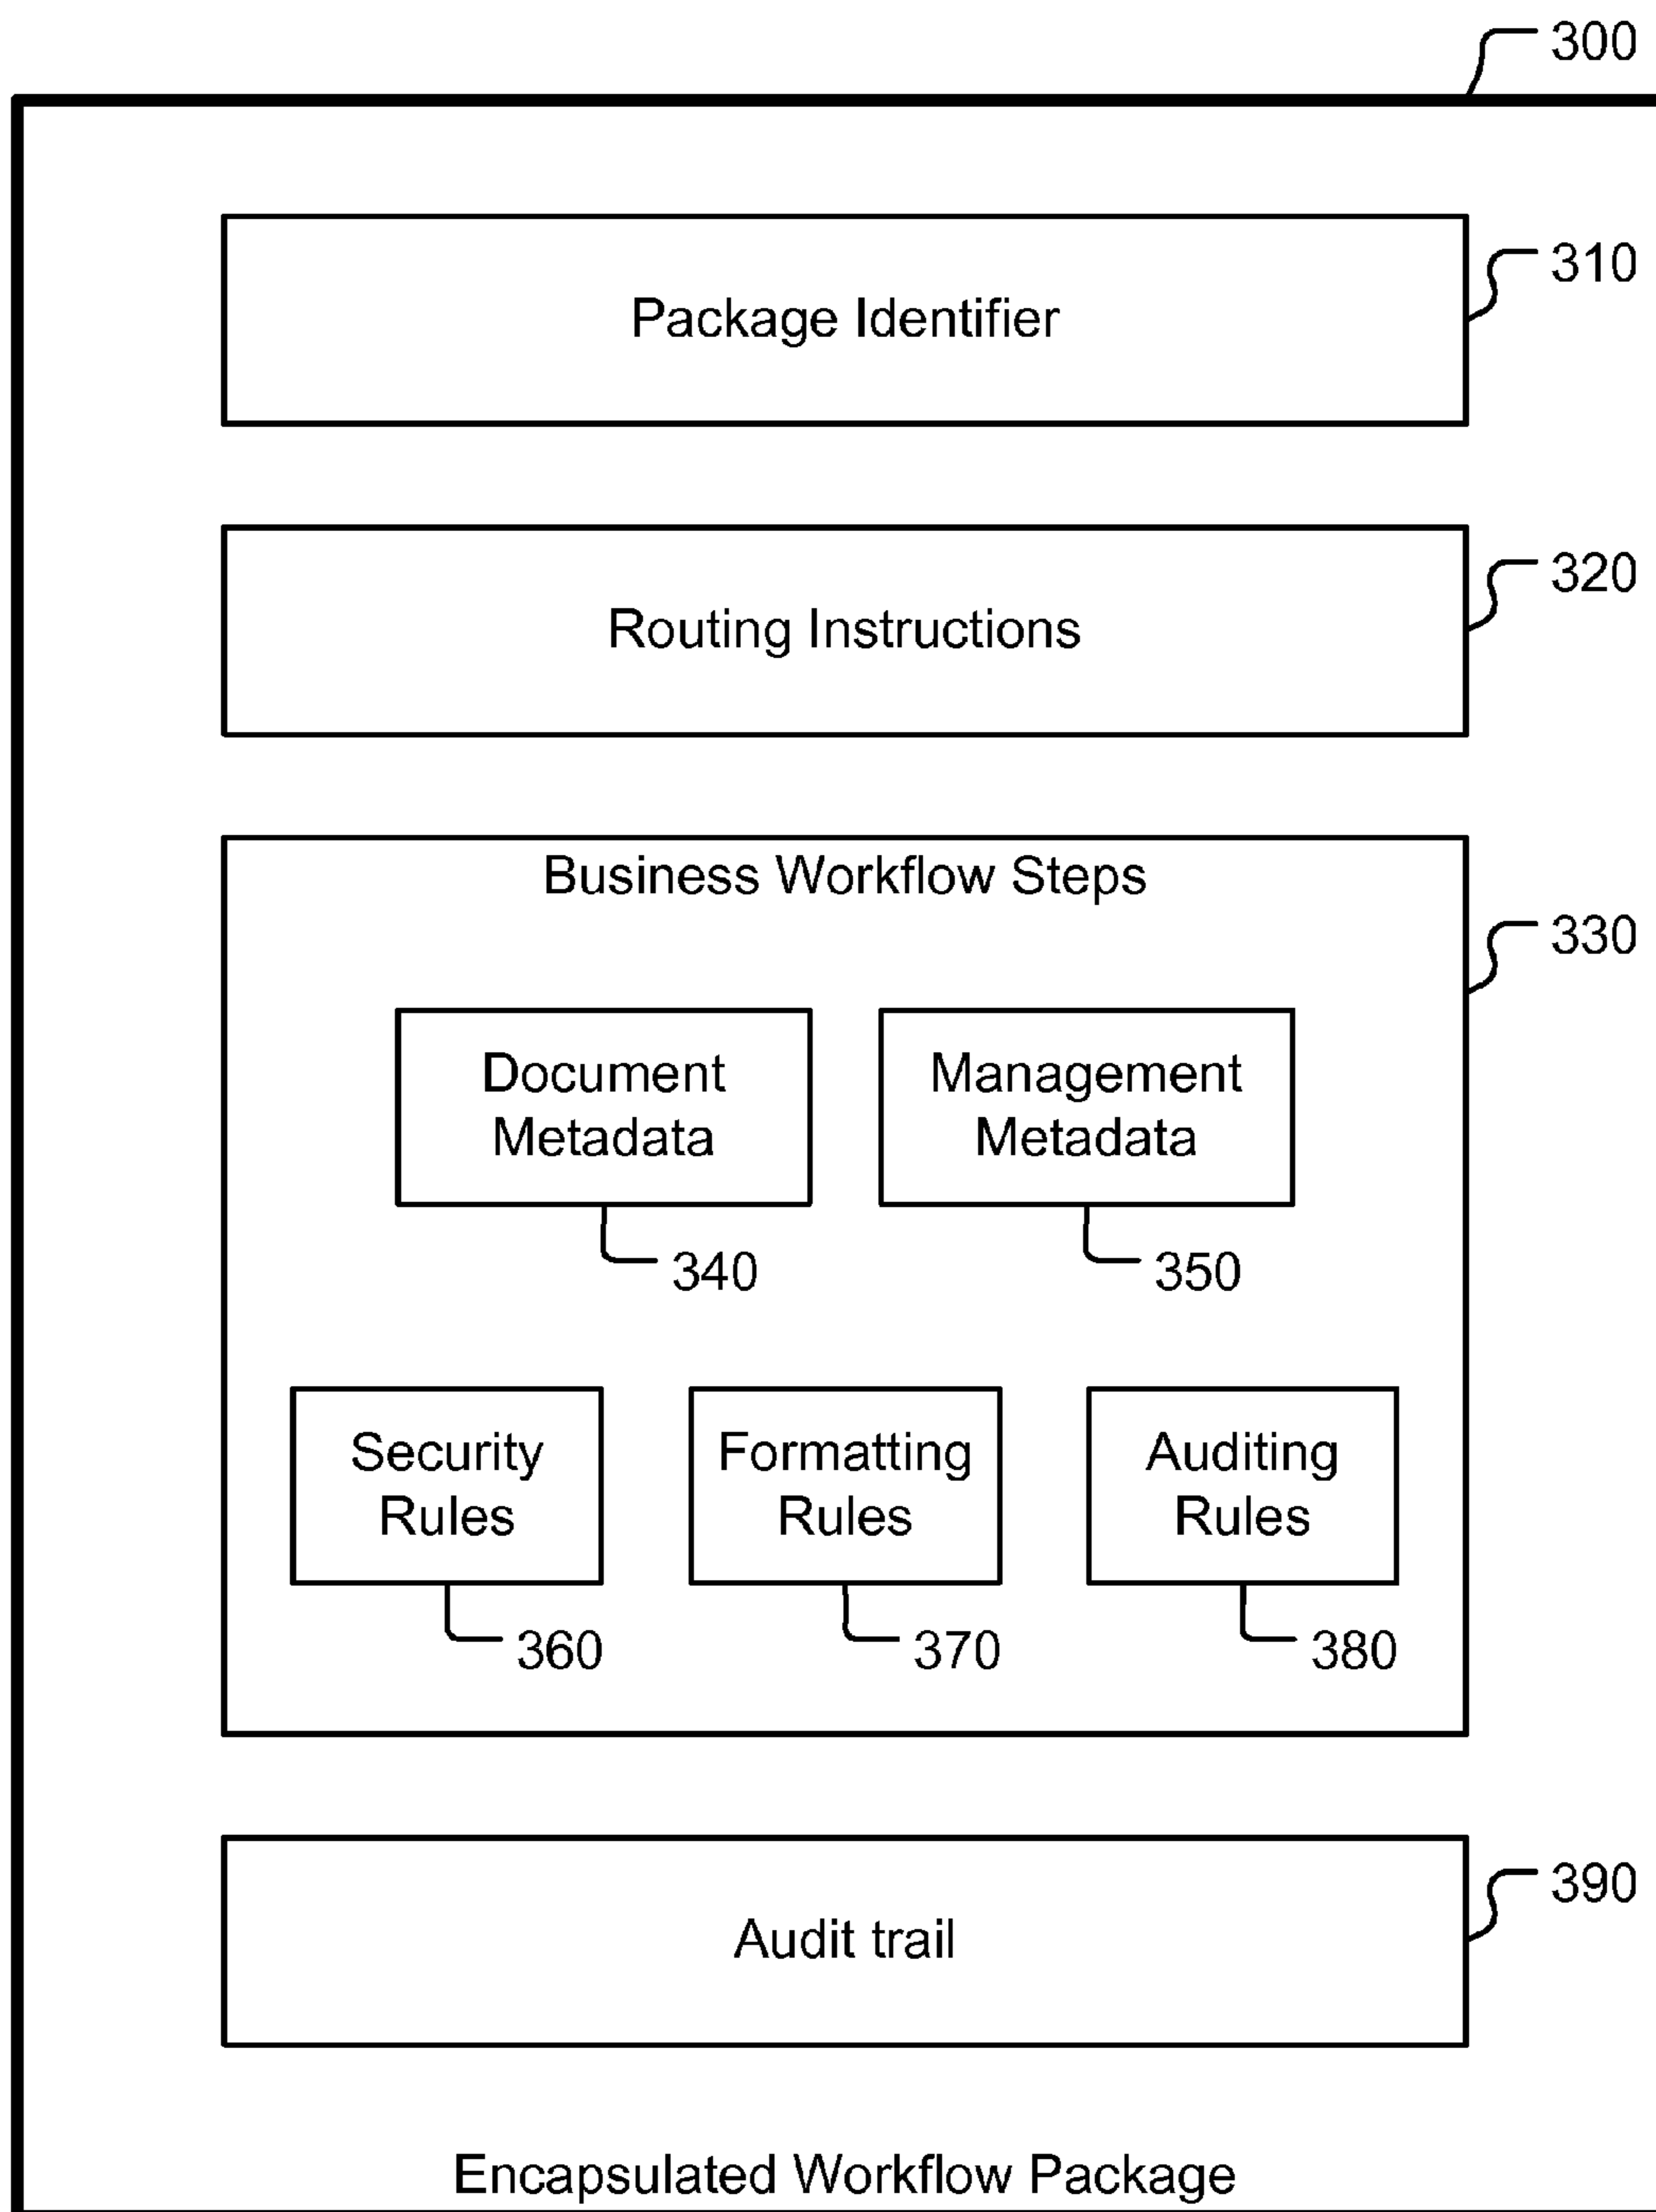 300
Package Identifier
310
Routing Instructions
320
Business Workflow Steps
330
Document
Metadata
340
Management
Metadata
350
Security
Rules
360
Formatting
Rules
370
Auditing
Rules
380
Audit trail
390
Encapsulated Workflow Package